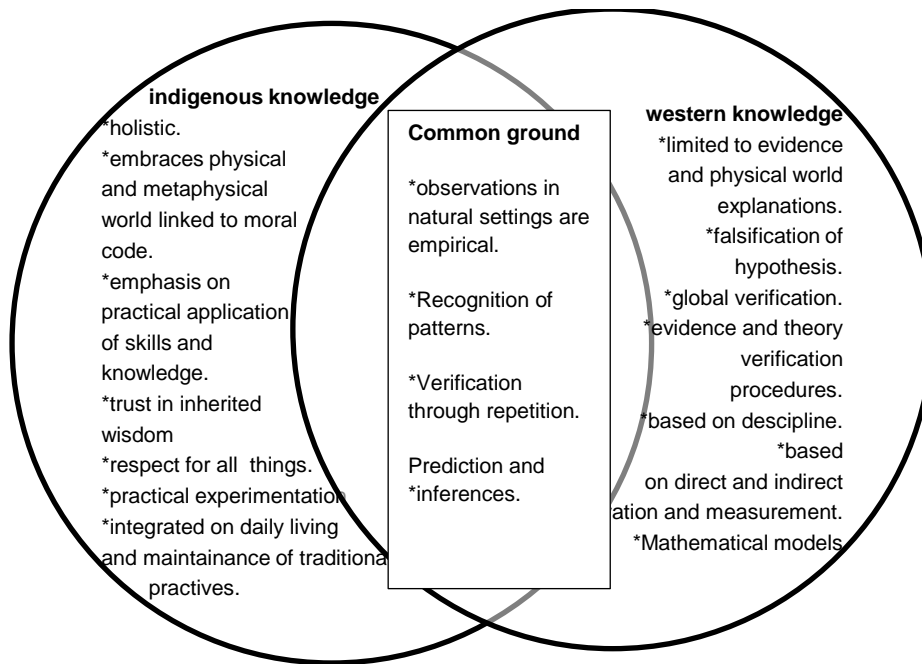 indigenous knowledge
*holistic.
*embraces physical
and metaphysical
world linked to moral
code.
*emphasis on
practical application
of skills and
knowledge.
*trust in inherited
wisdom
*respect for all things.
*practical experimentation
*integrated on daily living
and maintainance of traditiona
practives.
Common ground
*observations in
natural settings are
empirical.
*Recognition of
patterns.
*Verification
through repetition.
Prediction and
*inferences.
western knowledge
*limited to evidence
and physical world
explanations.
*falsification of
hypothesis.
*global verification.
*evidence and theory
verification
procedures.
*based on descipline.
*based
on direct and indirect
ation and measurement.
*Mathematical models